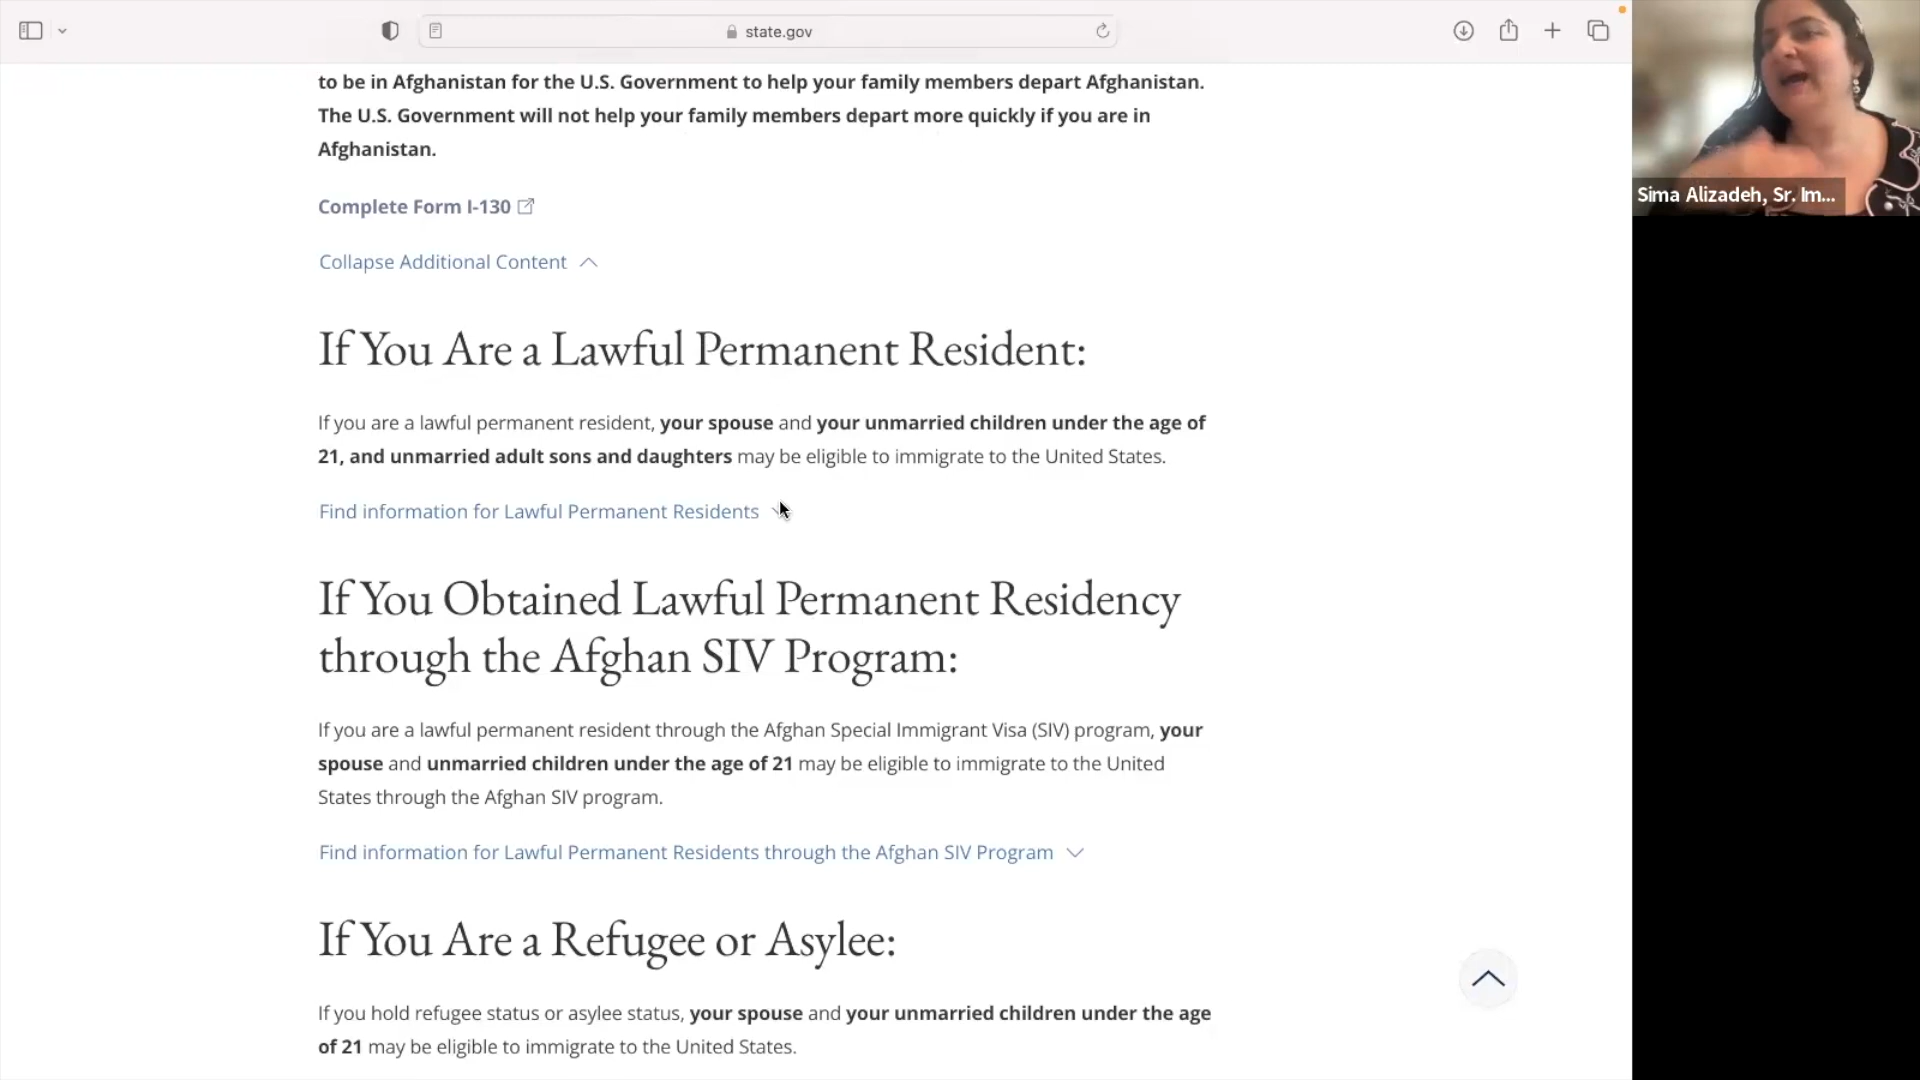 state.gov
to be in Afghanistan for the U.S. Government to help your family members depart Afghanistan.
The U.S. Government will not help your family members depart more quickly if you are in
Afghanistan.
Complete Form I-130
Collapse Additional Content
If You Are a Lawful Permanent Resident:
If you are a lawful permanent resident, your spouse and your unmarried children under the age of
21, and unmarried adult sons and daughters may be eligible to immigrate to the United States.
Find information for Lawful Permanent Residents
If You Obtained Lawful Permanent Residency
through the Afghan SIV Program:
If you are a lawful permanent resident through the Afghan Special Immigrant Visa (SIV) program, your
spouse and unmarried children under the age of 21 may be eligible to immigrate to the United
States through the Afghan SIV program.
Find information for Lawful Permanent Residents through the Afghan SIV Program
If You Are a Refugee or Asylee:
If you hold refugee status or asylee status, your spouse and your unmarried children under the age
of 21 may be eligible to immigrate to the United States.
Sima Alizadeh, Sr. Im...